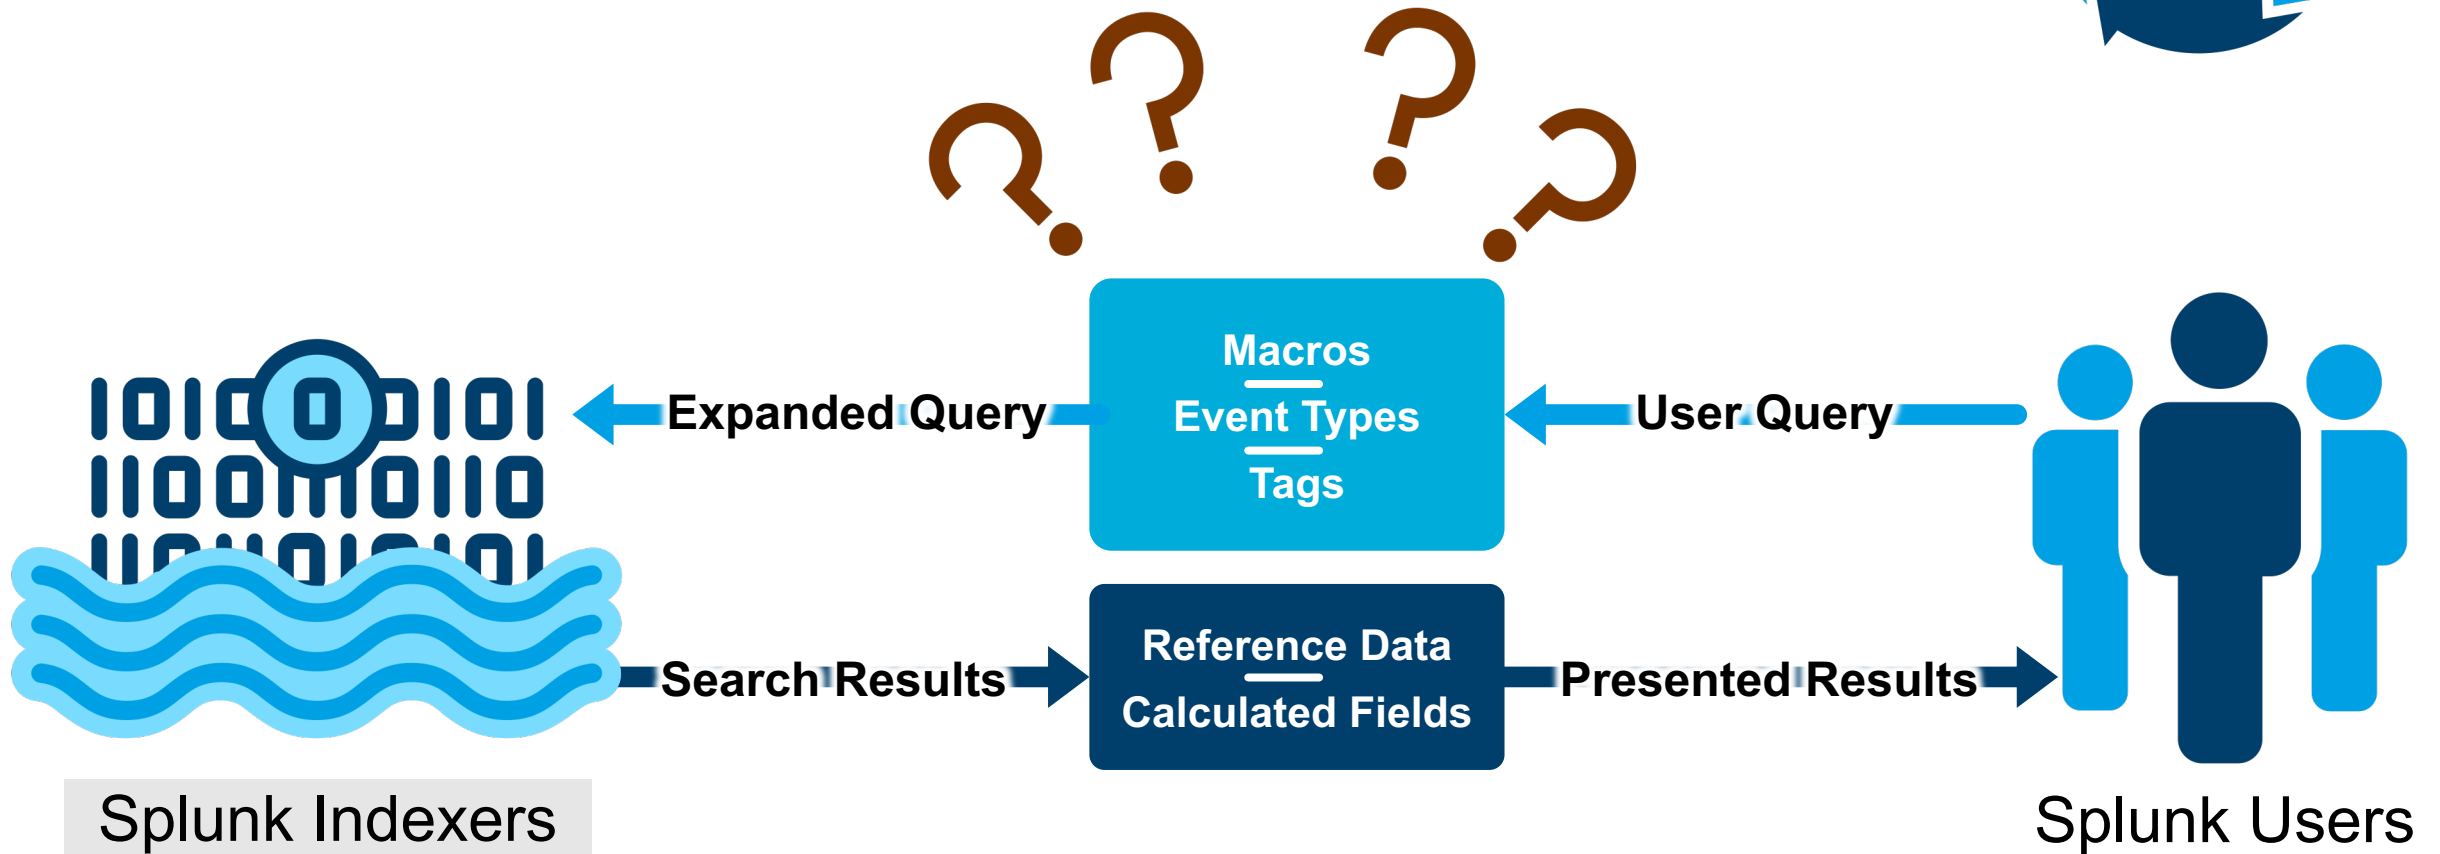 Macros
Event Types
Tags
Expanded Query
User Query
Reference Data
Calculated Fields
Search Results
Presented Results
Splunk Indexers
Splunk Users